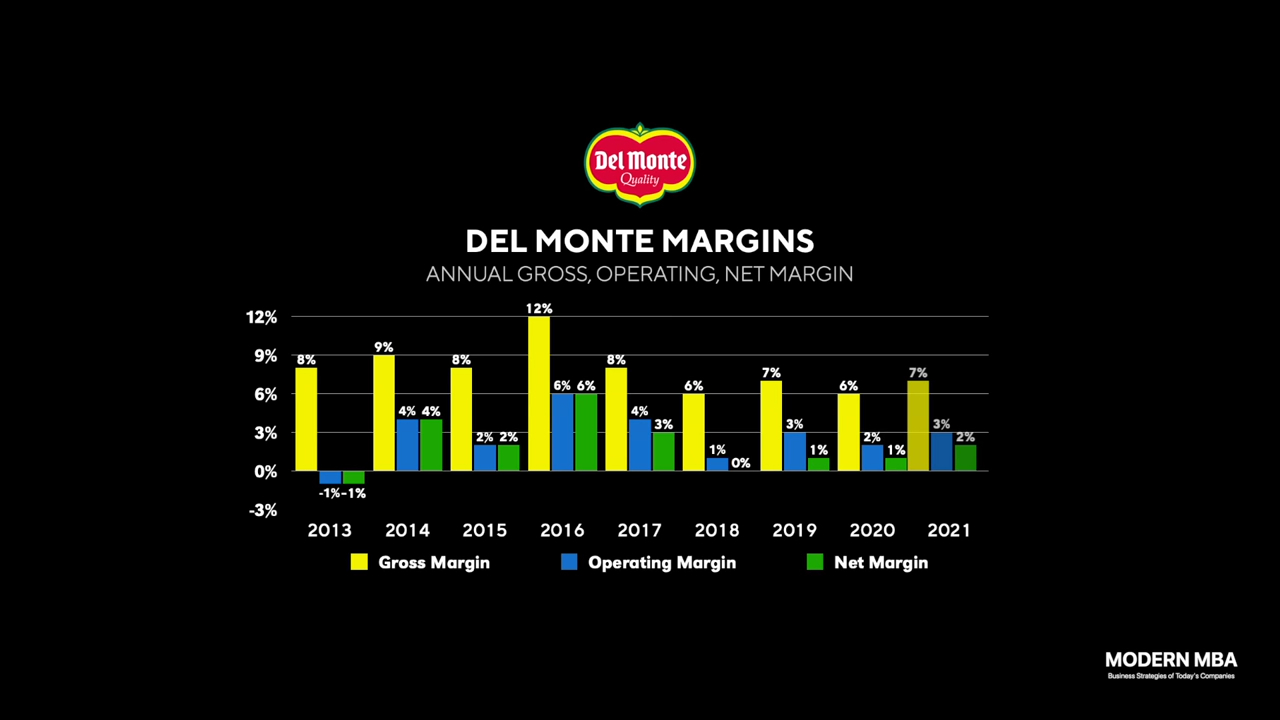 Del Monte
Quality
DEL MONTE MARGINS
ANNUAL GROSS, OPERATING, NET MARGIN
12%
9%
6%
3%
0%
-3%
8% -1% -1%
9% 4% 4%
8% 2% 2%
12% 6% 6%
8% 4% 3%
6% 1% 0%
7% 3% 1%
6% 2% 1%
7% 3% 2%
2013 2014 2015 2016 2017 2018 2019 2020 2021
Gross Margin Operating Margin Net Margin
MODERN MBA
Business Strategies of Today's Companies